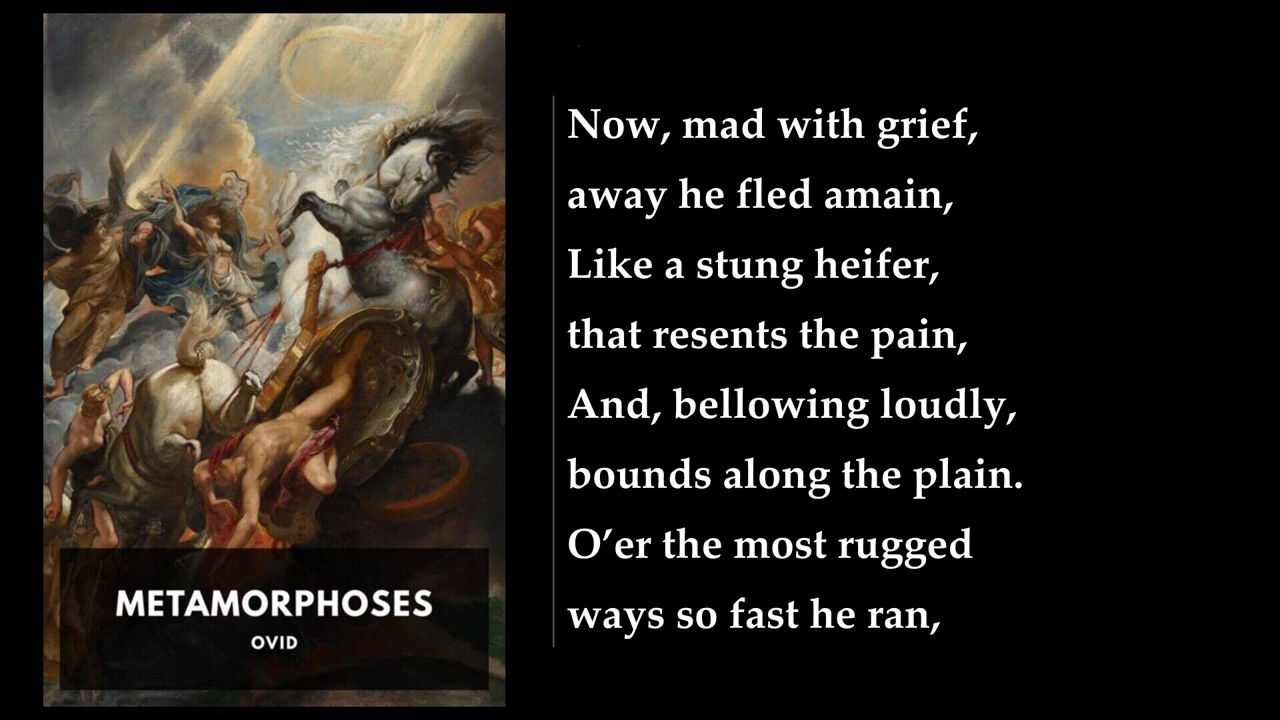 METAMORPHOSES
OVID
Now, mad with grief,
away he fled amain,
Like a stung heifer,
that resents the pain,
And, bellowing loudly,
bounds along the plain.
O’er the most rugged
ways so fast he ran,